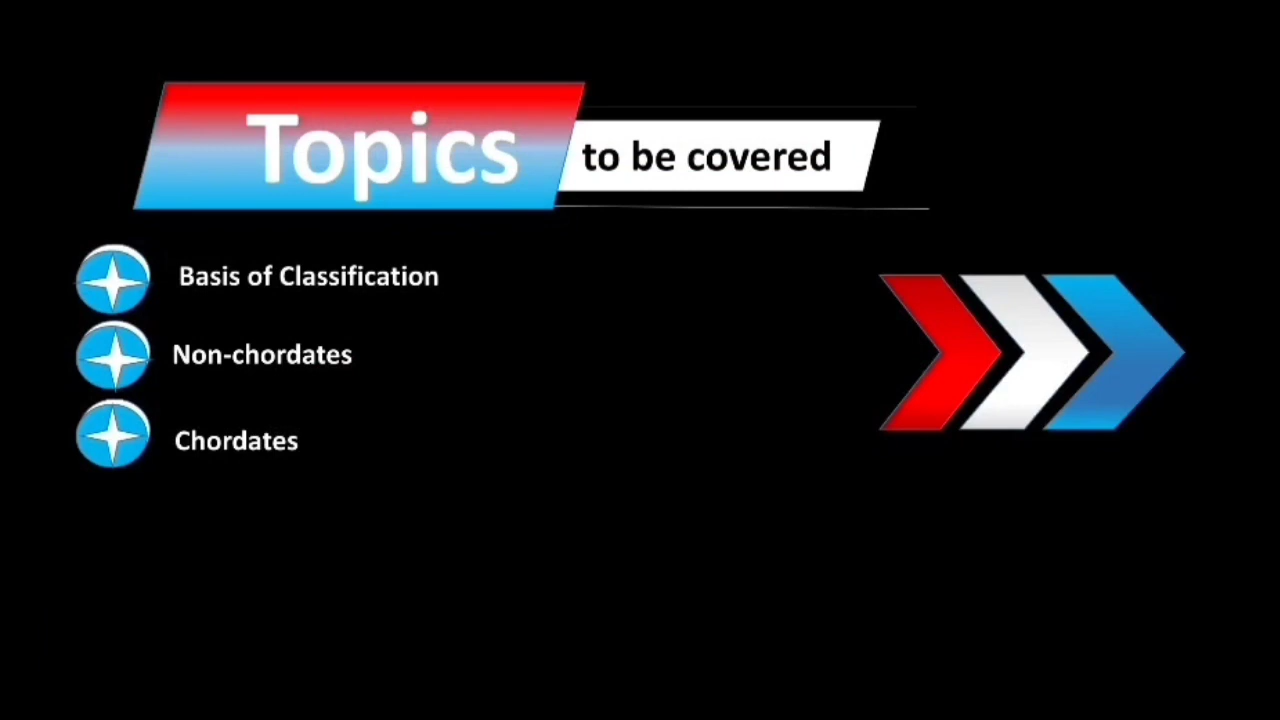 Topics
to be covered
Basis of Classification
Non-chordates
Chordates